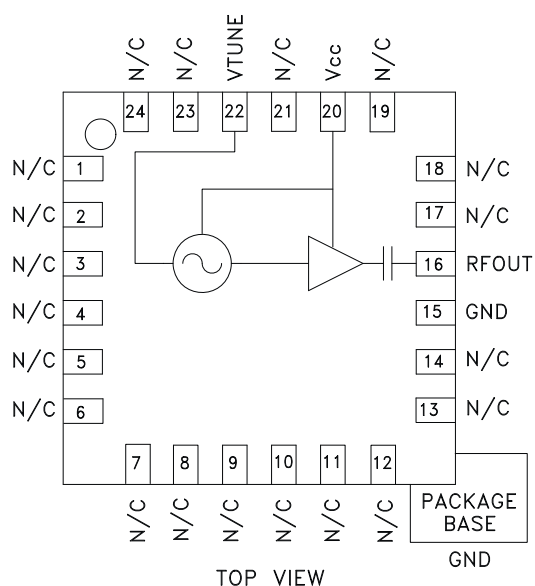 N/C N/C VTUNE N/C Vcc N/C
24 23 22 21 20 19
N/C 1
N/C 2
N/C 3
N/C 4
N/C 5
N/C 6
18 N/C
17 N/C
16 RFOUT
15 GND
14 N/C
13 N/C
7 8 9 10 11 12
N/C N/C N/C N/C N/C N/C
PACKAGE
BASE
GND
TOP VIEW